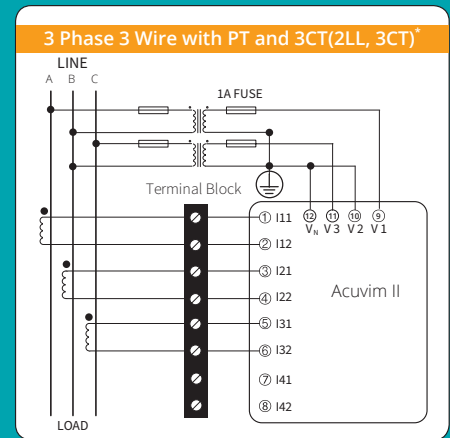 3 Phase 3 Wire with PT and 3CT(2LL, 3CT)*
LINE
A B C
1A FUSE
Terminal Block
⑫ ⑪ ⑩ ⑨
VN V3 V2 V1
① I11
② I12
③ I21
④ I22
⑤ I31
⑥ I32
⑦ I41
⑧ I42
Acuvim II
LOAD